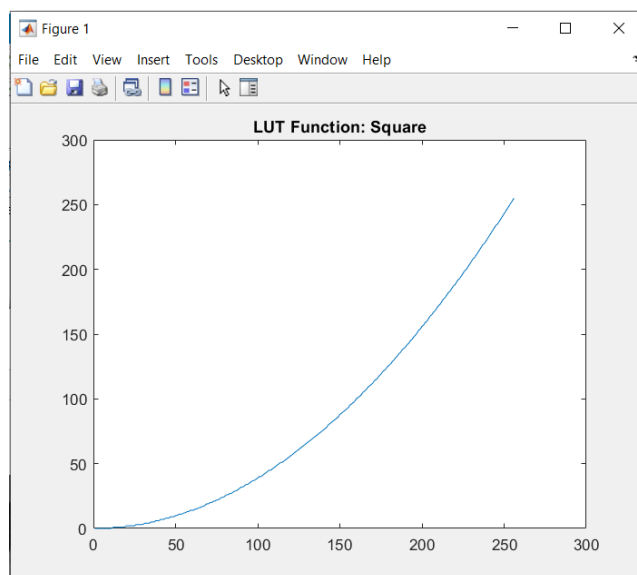 Figure 1
File Edit View Insert Tools Desktop Window Help
LUT Function: Square
300
250
200
150
100
50
0
0 50 100 150 200 250 300